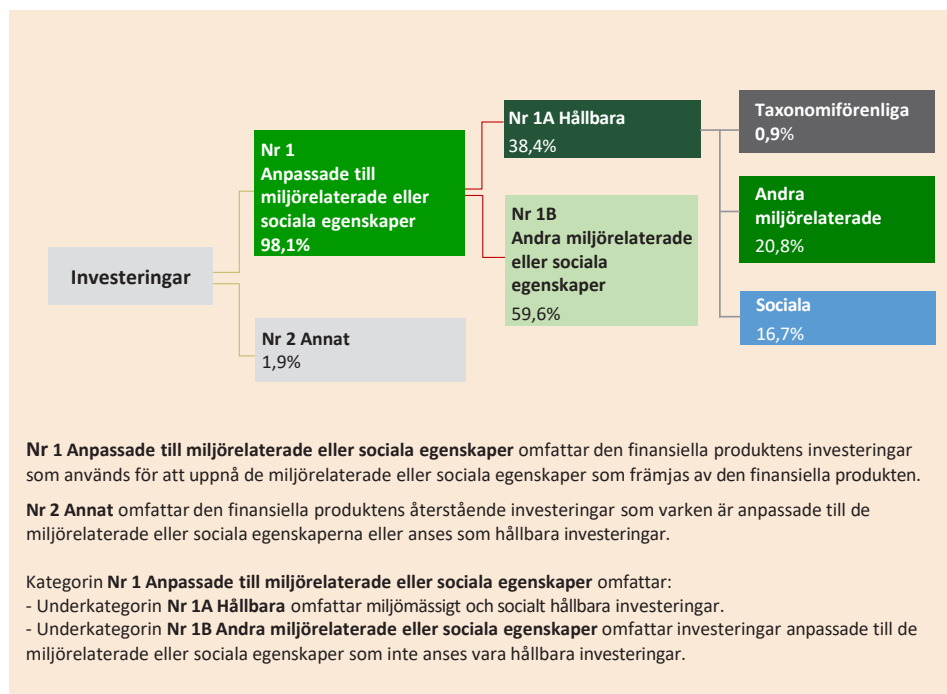 Investeringar
Nr 1
Anpassade till
miljörelaterade eller
sociala egenskaper
98,1%
Nr 2 Annat
1,9%
Nr 1A Hållbara
38,4%
Nr 1B
Andra miljörelaterade
eller sociala
egenskaper
59,6%
Taxonomiförenliga
0,9%
Andra
miljörelaterade
20,8%
Sociala
16,7%
Nr 1 Anpassade till miljörelaterade eller sociala egenskaper omfattar den finansiella produktens investeringar
som används för att uppnå de miljörelaterade eller sociala egenskaper som främjas av den finansiella produkten.
Nr 2 Annat omfattar den finansiella produktens återstående investeringar som varken är anpassade till de
miljörelaterade eller sociala egenskaperna eller anses som hållbara investeringar.
Kategorin Nr 1 Anpassade till miljörelaterade eller sociala egenskaper omfattar:
- Underkategorin Nr 1A Hållbara omfattar miljömässigt och socialt hållbara investeringar.
- Underkategorin Nr 1B Andra miljörelaterade eller sociala egenskaper omfattar investeringar anpassade till de
miljörelaterade eller sociala egenskaper som inte anses vara hållbara investeringar.